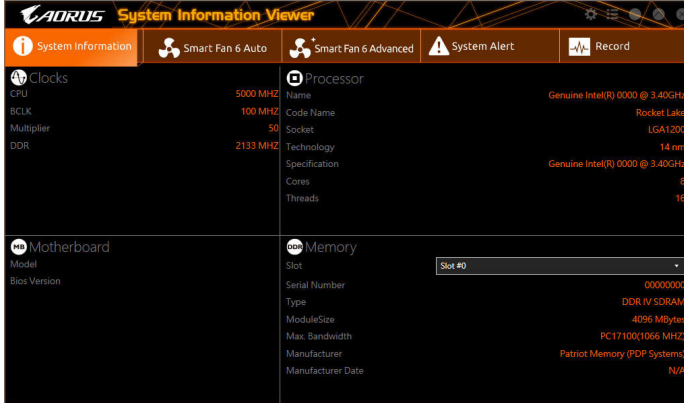 AORUS System Information Viewer
System Information
Smart Fan 6 Auto
Smart Fan 6 Advanced
System Alert
Record
Clocks
CPU 5000 MHZ
BCLK 100 MHZ
Multiplier 50
DDR 2133 MHZ
Processor
Name Genuine Intel(R) 0000 @ 3.40GHz
Code Name Rocket Lake
Socket LGA1200
Technology 14 nm
Specification Genuine Intel(R) 0000 @ 3.40GHz
Cores 8
Threads 16
MB Motherboard
Model
Bios Version
DDR Memory
Slot Slot #0
Serial Number 00000000
Type DDR IV SDRAM
ModuleSize 4096 MBytes
Max. Bandwidth PC17100(1066 MHZ)
Manufacturer Patriot Memory (PDP Systems)
Manufacturer Date N/A